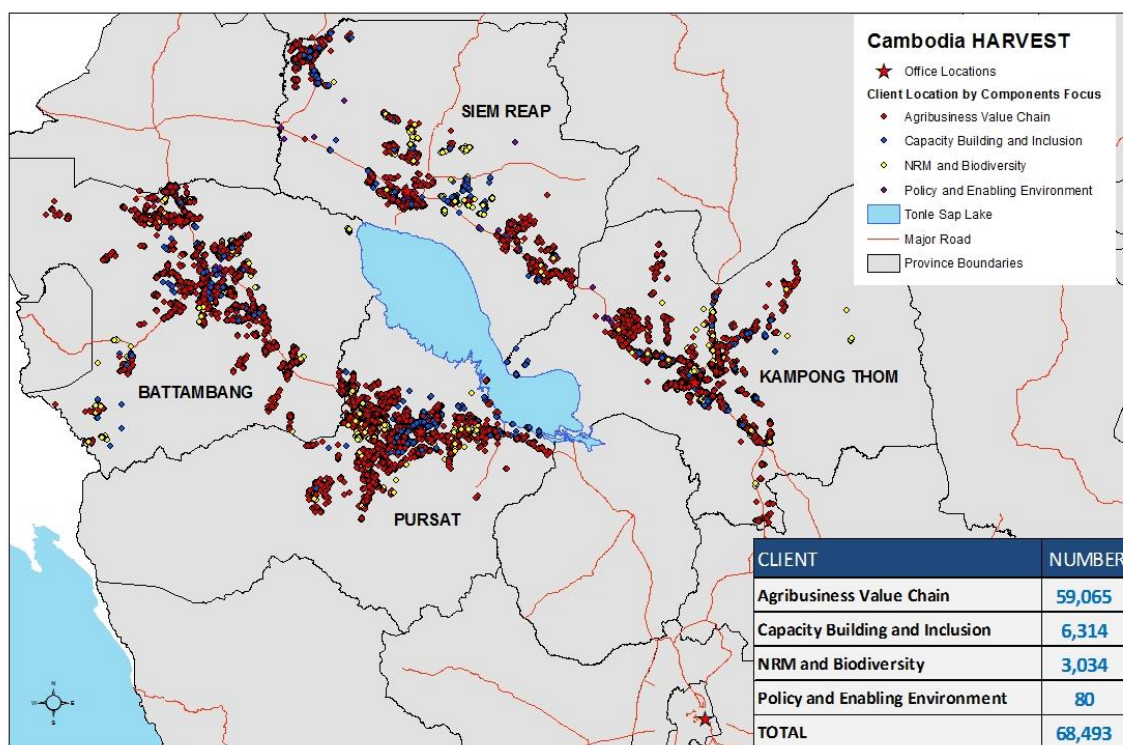 Cambodia HARVEST
Office Locations
Client Location by Components Focus
Agribusiness Value Chain
Capacity Building and Inclusion
NRM and Biodiversity
Policy and Enabling Environment
Tonle Sap Lake
Major Road
Province Boundaries
SIEM REAP
BATTAMBANG
KAMPONG THOM
PURSAT
N
W E
S
CLIENT NUMBER
Agribusiness Value Chain 59,065
Capacity Building and Inclusion 6,314
NRM and Biodiversity 3,034
Policy and Enabling Environment 80
TOTAL 68,493